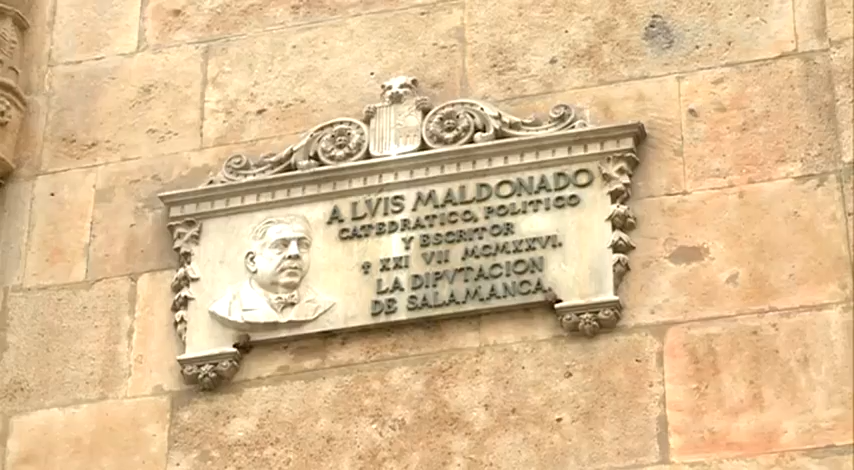 A LVIS MALDONADO
CATEDRATICO, POLITICO
Y ESCRITOR
† XXI VII MCMXXVI.
LA DIPVTACION
DE SALAMANCA.